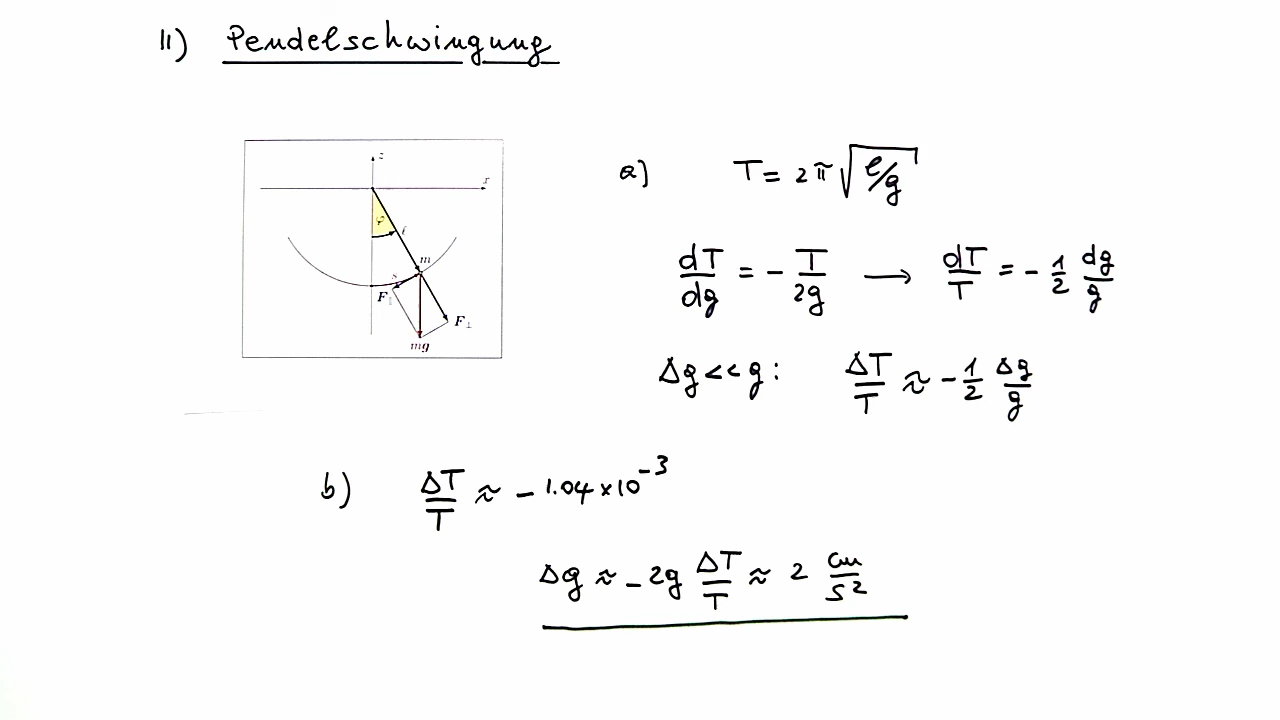 11) Pendelschwingung
z
x
φ
l
m
s
F∥
F⊥
mg
a) T = 2π √(l/g)
dT/dg = - T/2g → dT/T = - 1/2 dg/g
Δg << g : ΔT/T ≈ - 1/2 Δg/g
b) ΔT/T ≈ - 1.04 × 10⁻³
Δg ≈ - 2g ΔT/T ≈ 2 cm/s²